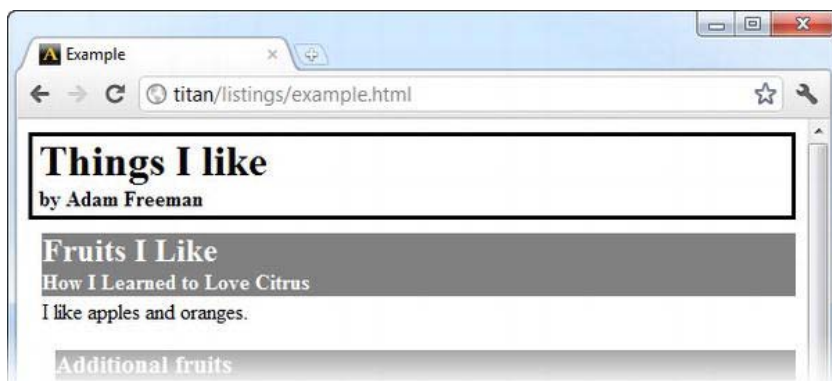 Example
titan/listings/example.html
Things I like
by Adam Freeman
Fruits I Like
How I Learned to Love Citrus
I like apples and oranges.
Additional fruits